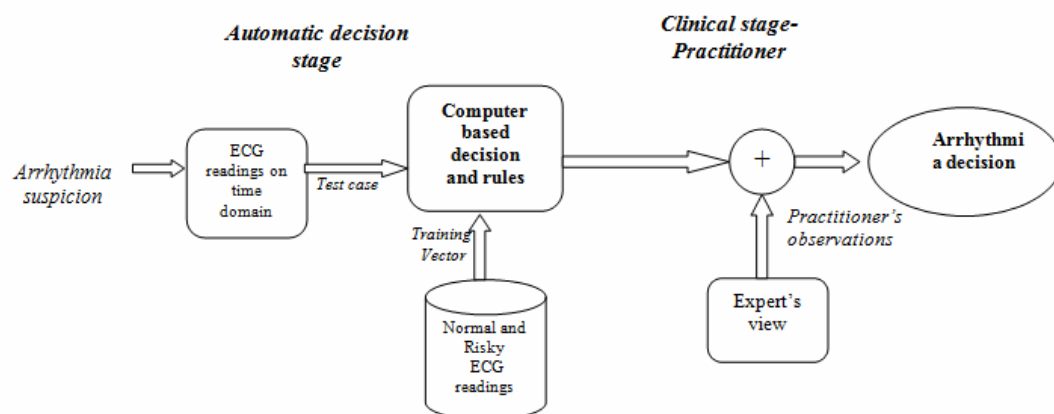 Automatic decision
stage
Clinical stage-
Practitioner
Arrhythmia
suspicion
ECG
readings on
time
domain
Test case
Computer
based
decision
and rules
Training
Vector
Normal and
Risky
ECG
readings
+
Practitioner's
observations
Expert's
view
Arrhythmi
a decision